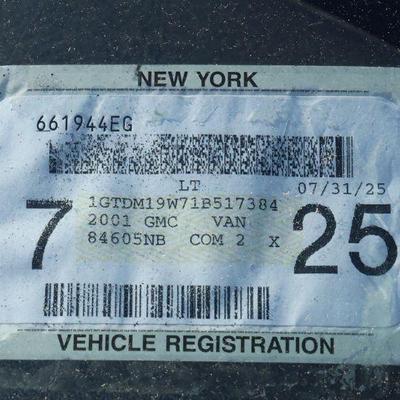 NEW YORK
661944EG
LT 07/31/25
1GTDM19W71B517384
7 2001 GMC VAN 25
84605NB COM 2 X
VEHICLE REGISTRATION